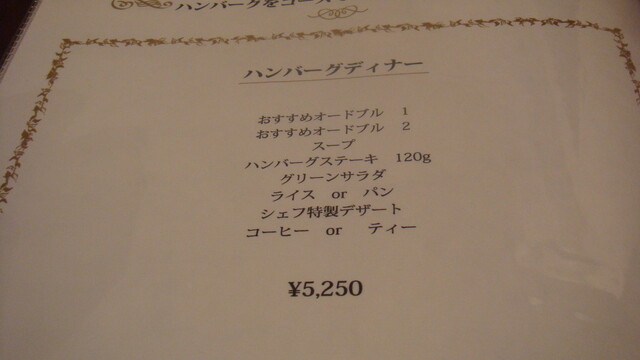 ハンバーグをコース
ハンバーグディナー
おすすめオードブル 1
おすすめオードブル 2
スープ
ハンバーグステーキ 120g
グリーンサラダ
ライス or パン
シェフ特製デザート
コーヒー or ティー
¥5,250